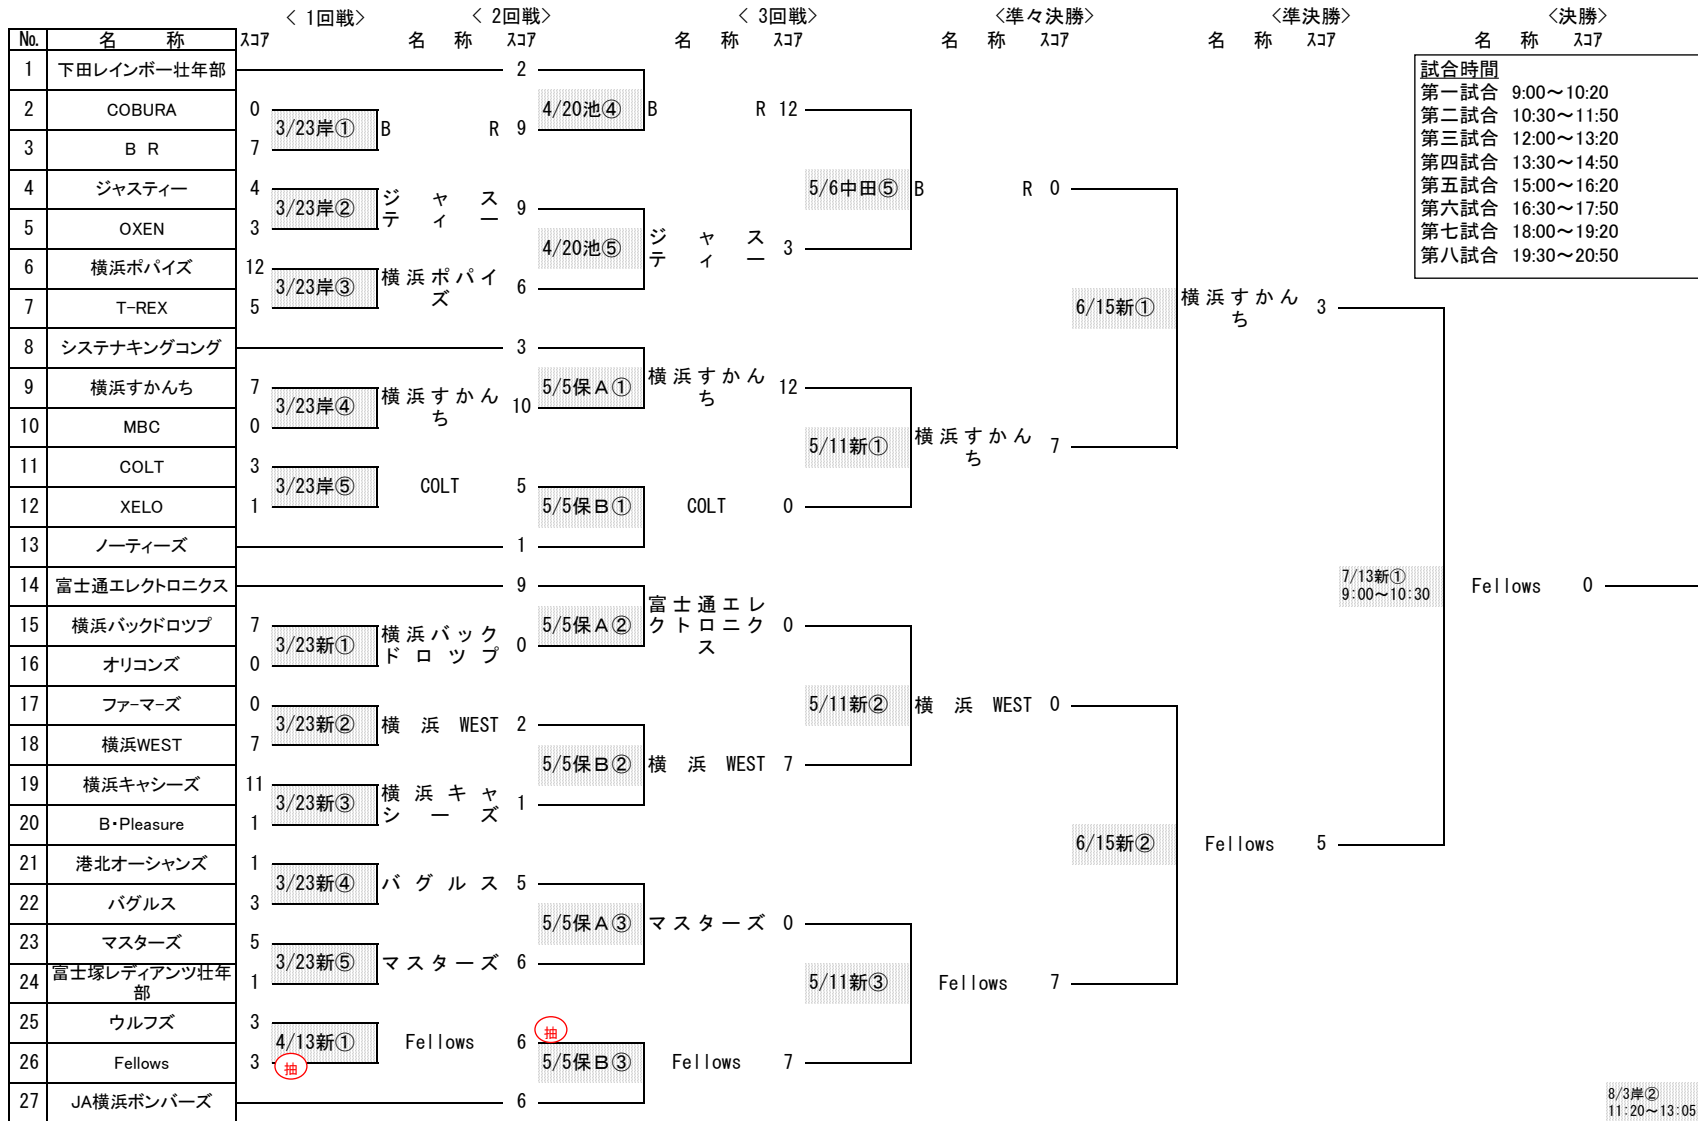 < 1回戦> < 2回戦> < 3回戦> <準々決勝> <準決勝> <決勝>
No. 名 称 ｽｺｱ 名 称 ｽｺｱ 名 称 ｽｺｱ 名 称 ｽｺｱ 名 称 ｽｺｱ 名 称 ｽｺｱ
試合時間
第一試合 9:00～10:20
第二試合 10:30～11:50
第三試合 12:00～13:20
第四試合 13:30～14:50
第五試合 15:00～16:20
第六試合 16:30～17:50
第七試合 18:00～19:20
第八試合 19:30～20:50
1 下田レインボー壮年部 2
2 COBURA 0
3 B R 7
4 ジャスティー 4
5 OXEN 3
6 横浜ポパイズ 12
7 T-REX 5
8 システナキングコング 3
9 横浜すかんち 7
10 MBC 0
11 COLT 3
12 XELO 1
13 ノーティーズ 1
14 富士通エレクトロニクス 9
15 横浜バックドロツプ 7
16 オリコンズ 0
17 ファーマーズ 0
18 横浜WEST 7
19 横浜キャシーズ 11
20 B・Pleasure 1
21 港北オーシャンズ 1
22 バグルス 3
23 マスターズ 5
24 富士塚レディアンツ壮年
部 1
25 ウルフズ 3
26 Fellows 3
27 JA横浜ボンバーズ 6
3/23岸① B R 9
3/23岸② ジャス
ティー 9
3/23岸③ 横浜ポパイ
ズ 6
3/23岸④ 横浜すかん
ち 10
3/23岸⑤ COLT 5
3/23新① 横浜バック
ドロツプ 0
3/23新② 横浜 WEST 2
3/23新③ 横浜キャ
シーズ 1
3/23新④ バグルス 5
3/23新⑤ マスターズ 6
4/13新① Fellows 6
抽
4/20池④ B R 12
4/20池⑤ ジャス
ティー 3
5/5保A① 横浜すかん
ち 12
5/5保B① COLT 0
5/5保A② 富士通エレ
クトロニク
ス 0
5/5保B② 横浜 WEST 7
5/5保A③ マスターズ 0
抽
5/5保B③ Fellows 7
5/6中田⑤ B R 0
5/11新① 横浜すかん
ち 7
5/11新② 横浜 WEST 0
5/11新③ Fellows 7
6/15新① 横浜すかん
ち 3
6/15新② Fellows 5
7/13新①
9:00～10:30 Fellows 0
8/3岸②
11:20～13:05